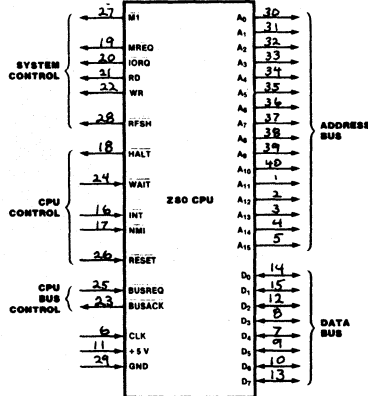 27 M1 A0 30
A1 31
19 MREQ A2 32
SYSTEM CONTROL 20 IORQ A3 33
21 RD A4 34
22 WR A5 35
A6 36
28 RFSH A7 37
A8 38
18 HALT A9 39
A10 40
24 WAIT A11 1
A12 2
CPU CONTROL 16 INT A13 3
17 NMI A14 4
A15 5
26 RESET
Z80 CPU
ADDRESS BUS
CPU BUS CONTROL 25 BUSREQ D0 14
23 BUSACK D1 15
D2 12
D3 8
6 CLK D4 7
11 +5V D5 9
29 GND D6 10
D7 13
DATA BUS